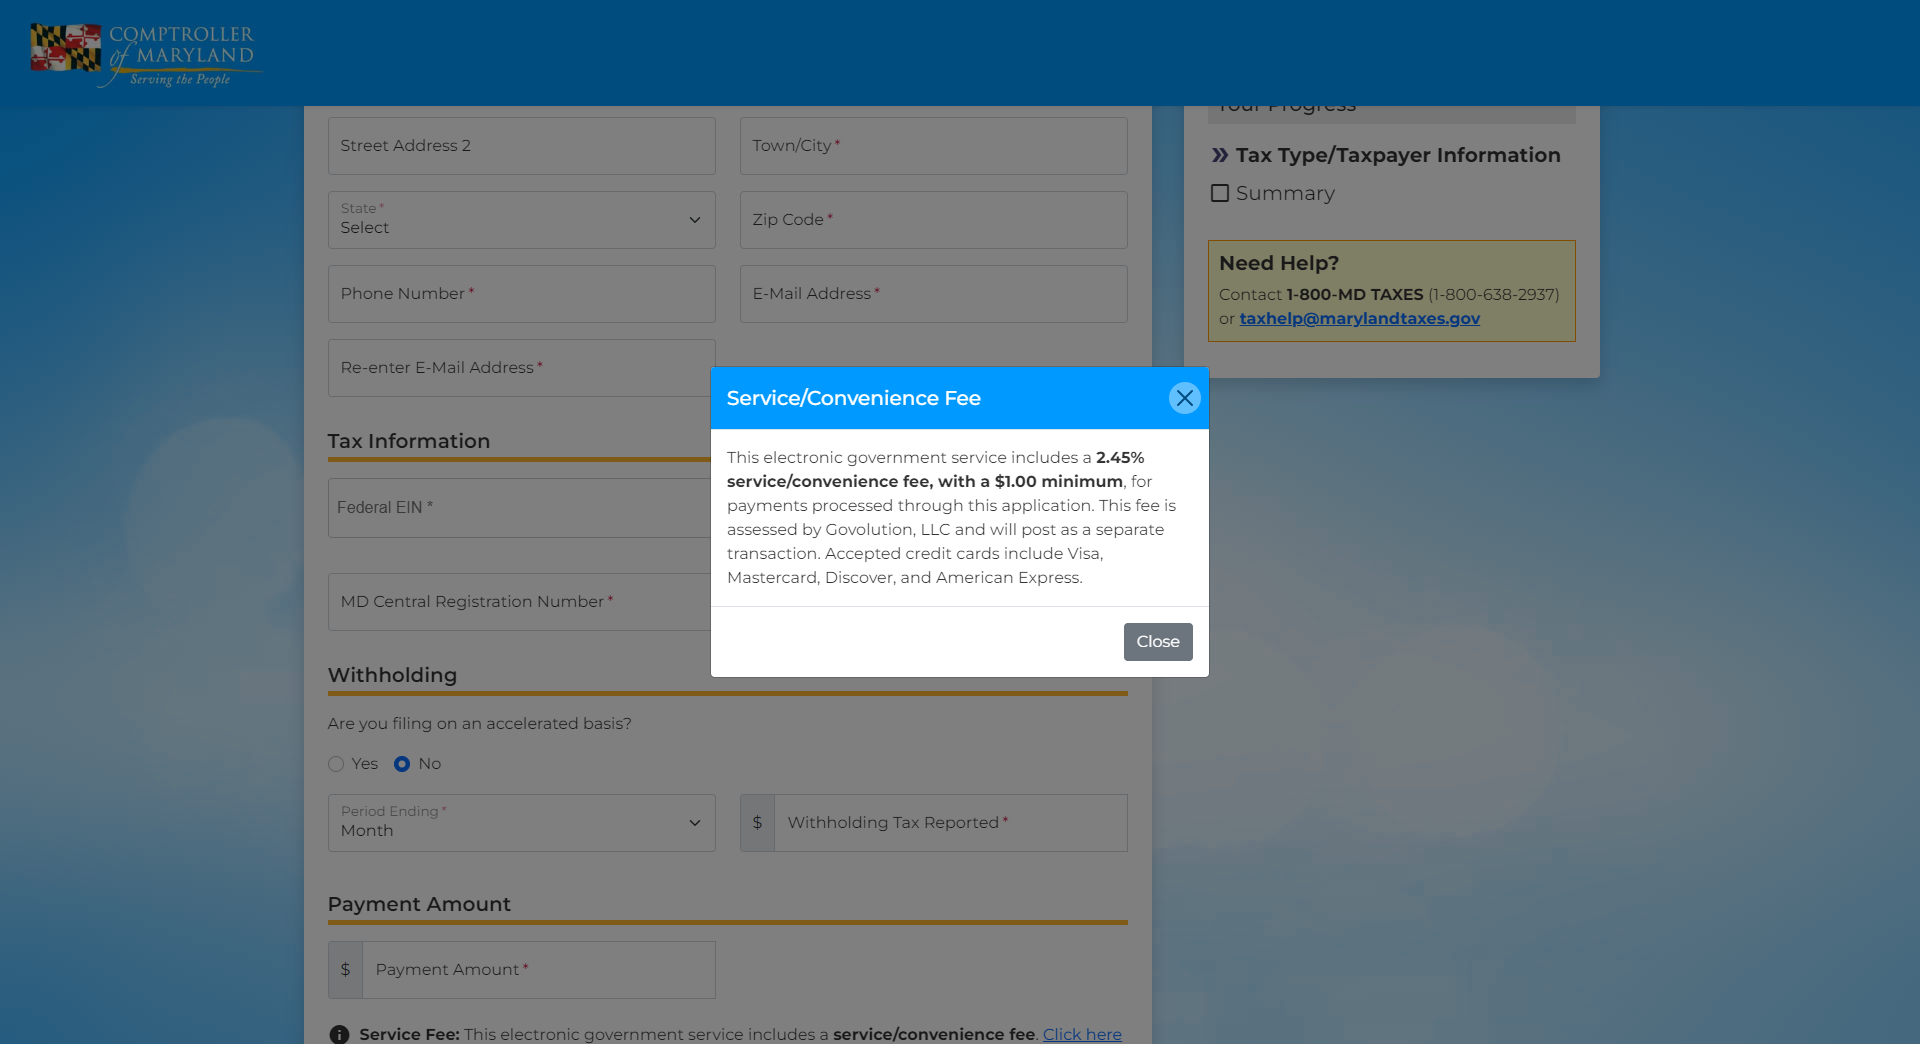 COMPTROLLER
of MARYLAND
Serving the People
Your Progress
Street Address 2
Town/City *
Tax Type/Taxpayer Information
Summary
State *
Select
Zip Code *
Need Help?
Contact 1-800-MD TAXES (1-800-638-2937)
or taxhelp@marylandtaxes.gov
Phone Number *
E-Mail Address *
Re-enter E-Mail Address *
Service/Convenience Fee
This electronic government service includes a 2.45%
service/convenience fee, with a $1.00 minimum, for
payments processed through this application. This fee is
assessed by Govolution, LLC and will post as a separate
transaction. Accepted credit cards include Visa,
Mastercard, Discover, and American Express.
Close
Tax Information
Federal EIN *
MD Central Registration Number *
Withholding
Are you filing on an accelerated basis?
Yes No
Period Ending *
Month
$ Withholding Tax Reported *
Payment Amount
$ Payment Amount *
Service Fee: This electronic government service includes a service/convenience fee. Click here